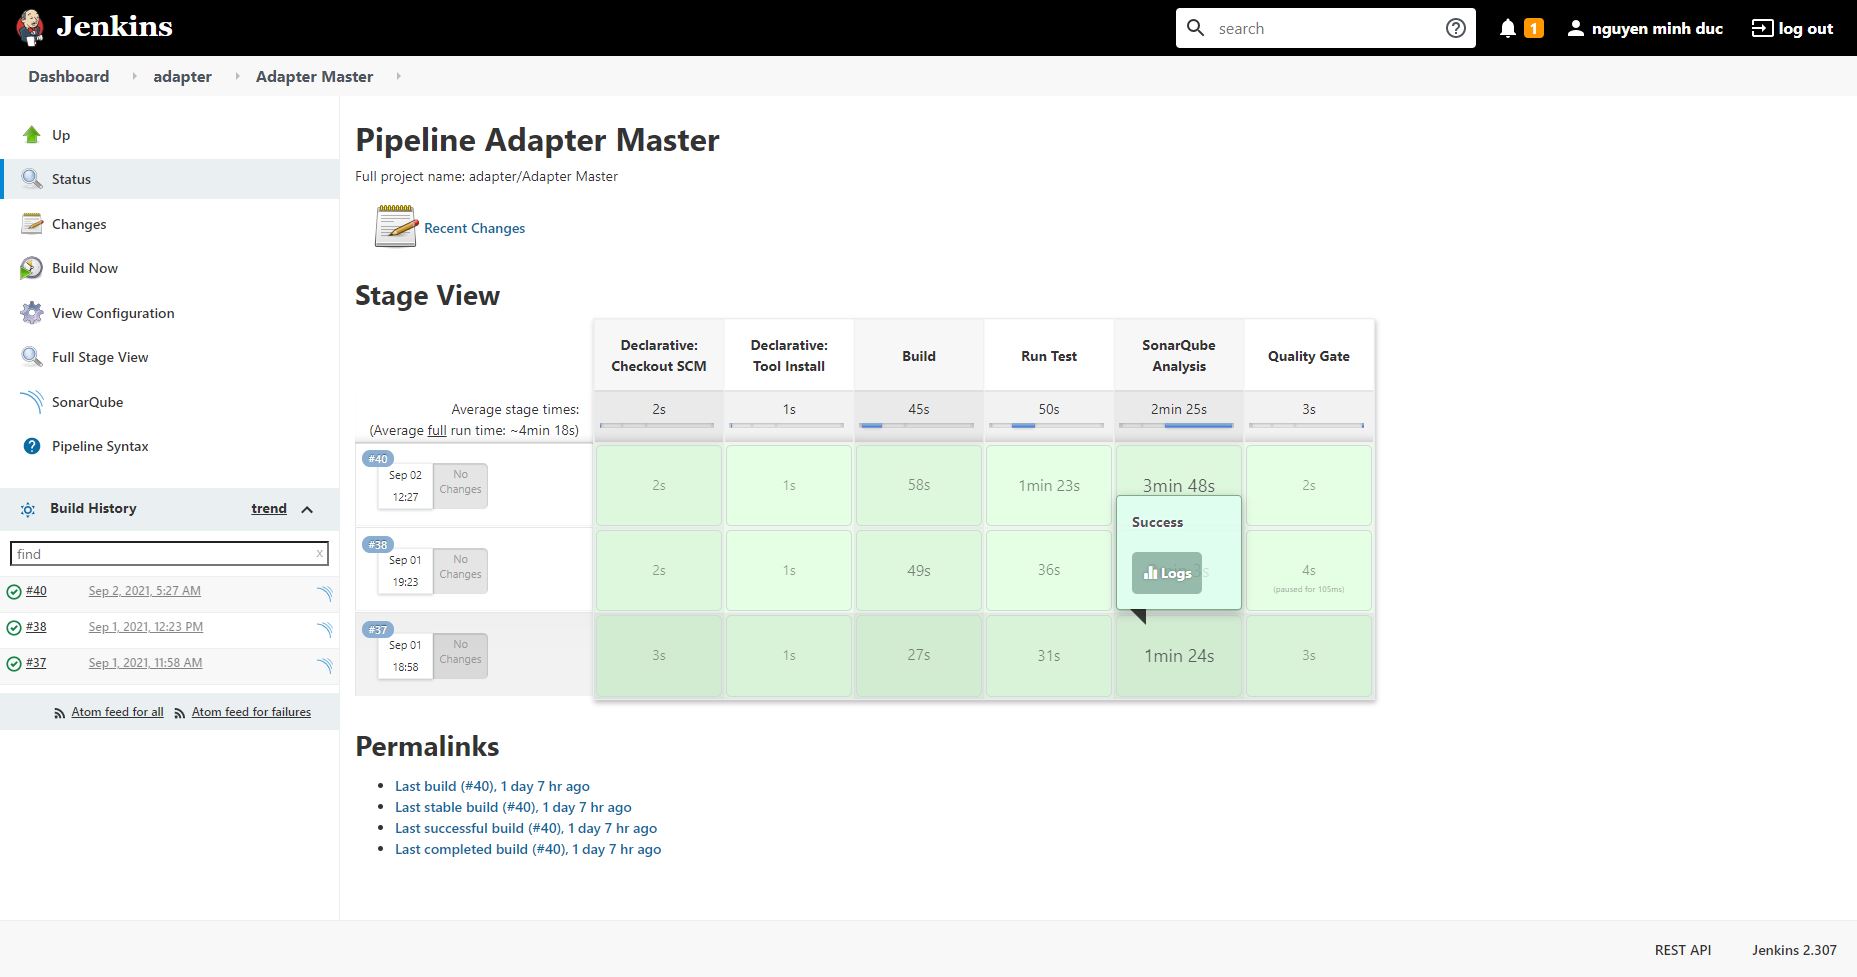 Jenkins
search
1
nguyen minh duc
log out
Dashboard
adapter
Adapter Master
Up
Status
Changes
Build Now
View Configuration
Full Stage View
SonarQube
Pipeline Syntax
Build History
trend
find
x
#40
Sep 2, 2021, 5:27 AM
#38
Sep 1, 2021, 12:23 PM
#37
Sep 1, 2021, 11:58 AM
Atom feed for all
Atom feed for failures
Pipeline Adapter Master
Full project name: adapter/Adapter Master
Recent Changes
Stage View
Declarative:
Checkout SCM
Declarative:
Tool Install
Build
Run Test
SonarQube
Analysis
Quality Gate
Average stage times:
(Average full run time: ~4min 18s)
2s
1s
45s
50s
2min 25s
3s
#40
Sep 02
12:27
No
Changes
2s
1s
58s
1min 23s
3min 48s
2s
#38
Sep 01
19:23
No
Changes
2s
1s
49s
36s
Success
Logs
4s
(paused for 105ms)
#37
Sep 01
18:58
No
Changes
3s
1s
27s
31s
1min 24s
3s
Permalinks
Last build (#40), 1 day 7 hr ago
Last stable build (#40), 1 day 7 hr ago
Last successful build (#40), 1 day 7 hr ago
Last completed build (#40), 1 day 7 hr ago
REST API
Jenkins 2.307